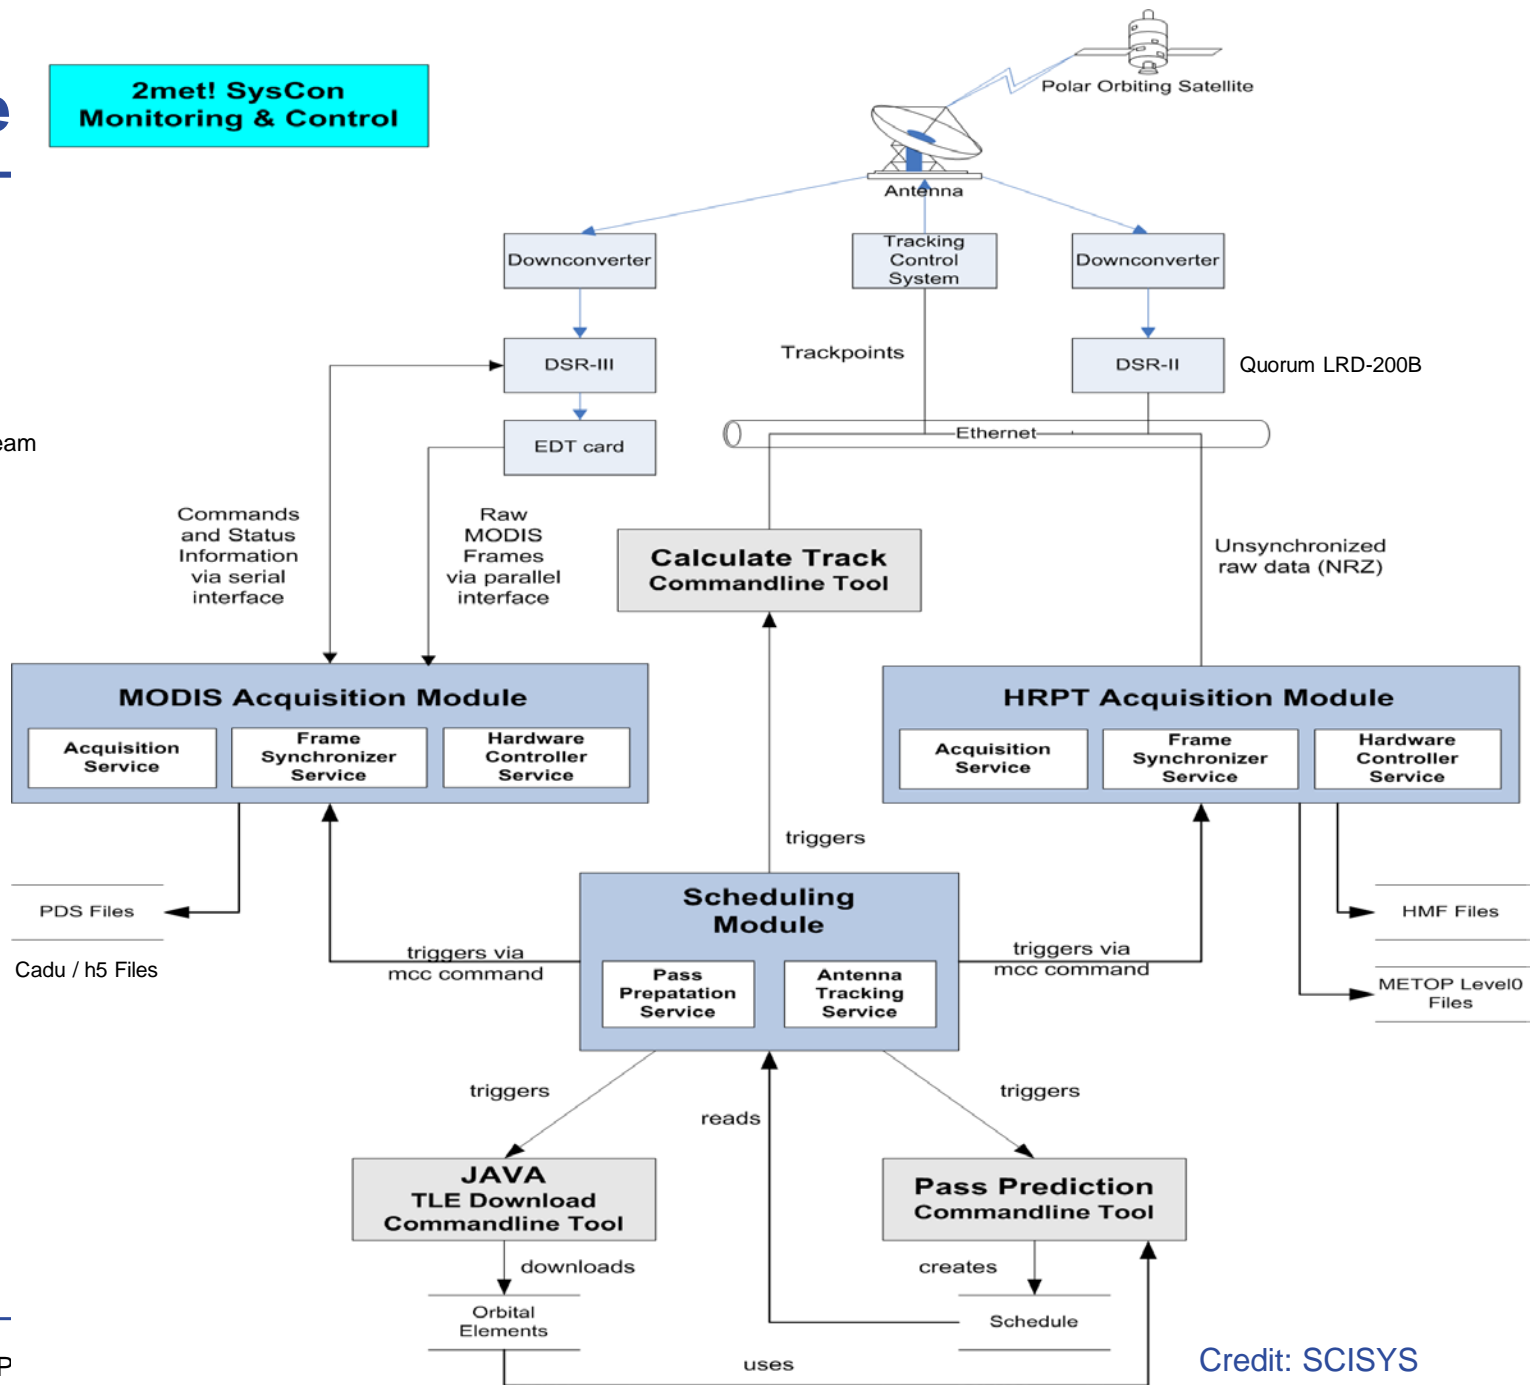 2met! SysCon
Monitoring & Control
e
Polar Orbiting Satellite
Antenna
Downconverter
Tracking
Control
System
Downconverter
Trackpoints
DSR-III
DSR-II
Quorum LRD-200B
eam
EDT card
Ethernet
Commands
and Status
Information
via serial
interface
Raw
MODIS
Frames
via parallel
interface
Calculate Track
Commandline Tool
Unsynchronized
raw data (NRZ)
MODIS Acquisition Module
Acquisition
Service
Frame
Synchronizer
Service
Hardware
Controller
Service
HRPT Acquisition Module
Acquisition
Service
Frame
Synchronizer
Service
Hardware
Controller
Service
triggers
PDS Files
Cadu / h5 Files
Scheduling
Module
Pass
Prepatation
Service
Antenna
Tracking
Service
triggers via
mcc command
triggers via
mcc command
HMF Files
METOP Level0
Files
triggers
reads
triggers
JAVA
TLE Download
Commandline Tool
Pass Prediction
Commandline Tool
downloads
creates
Orbital
Elements
Schedule
uses
Credit: SCISYS
P